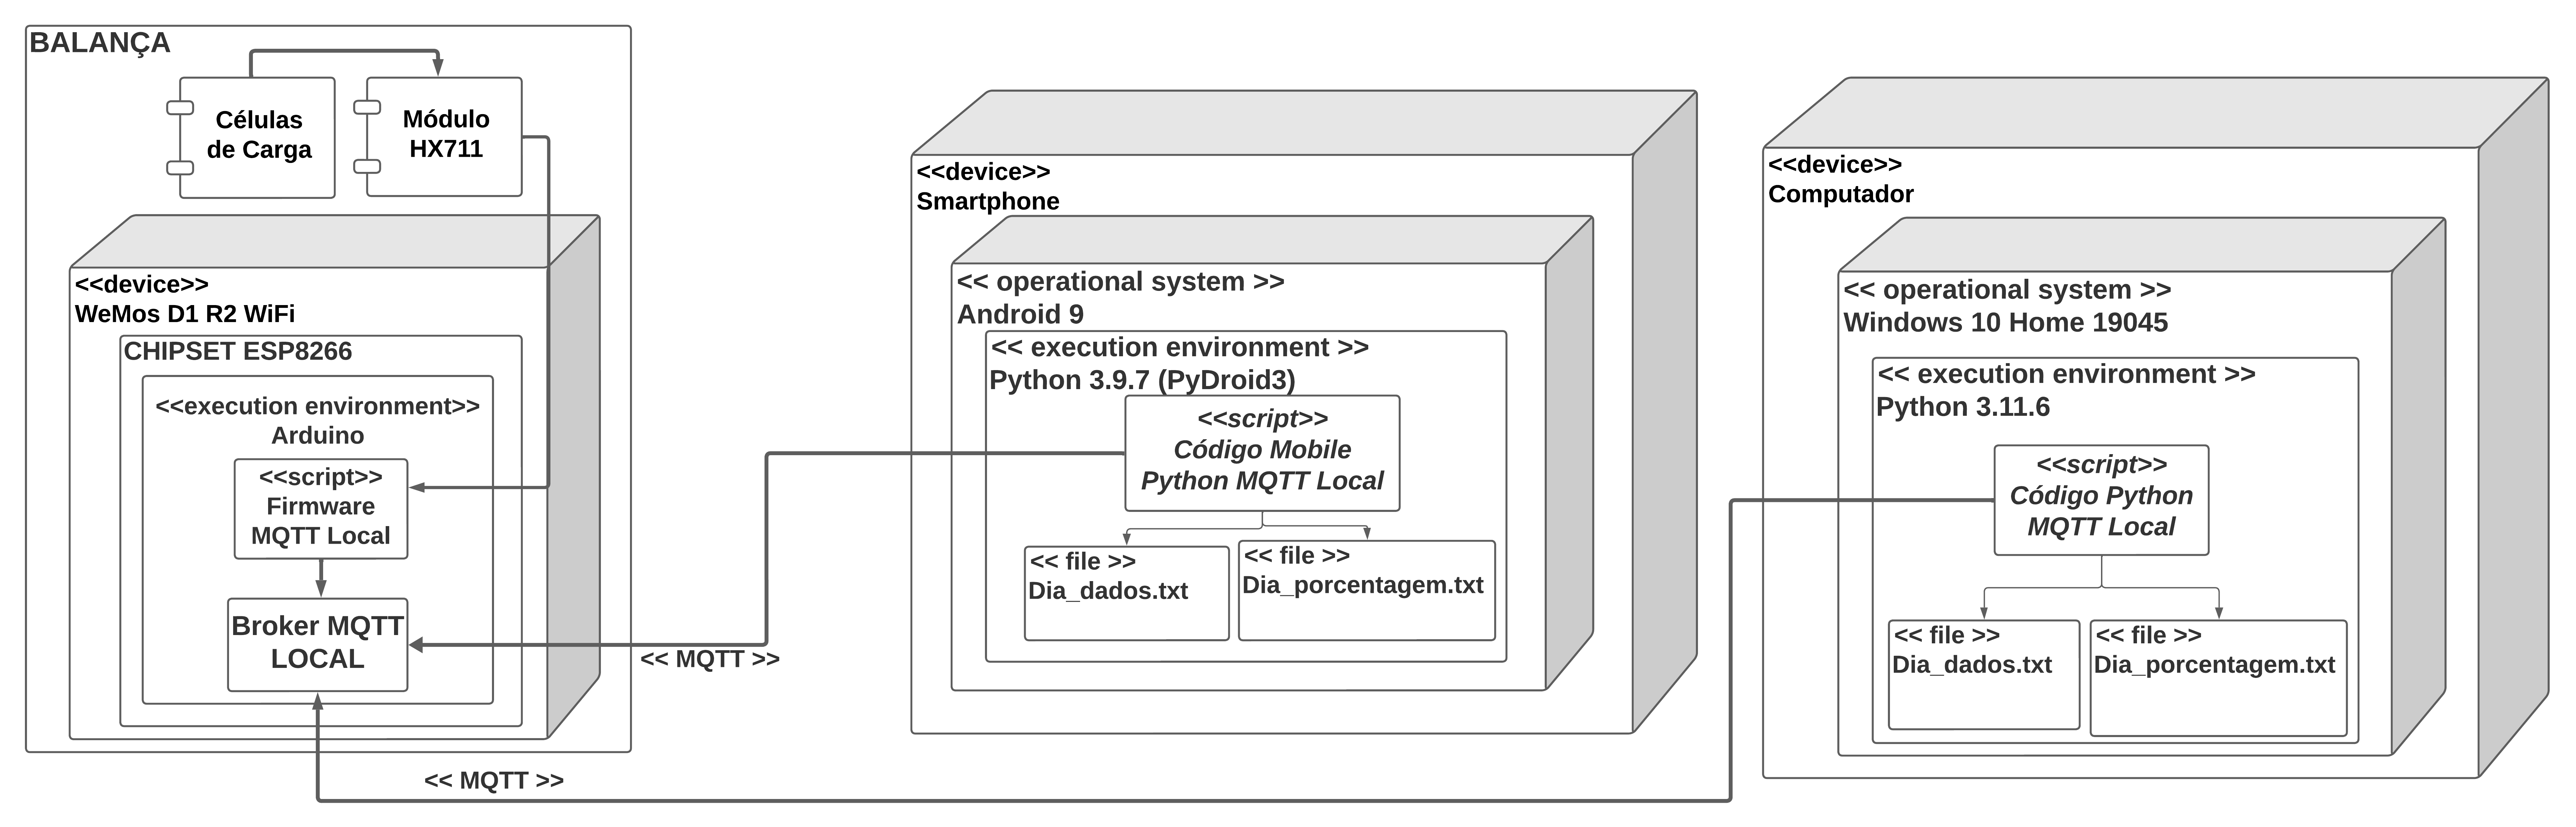 BALANÇA
Células
de Carga
Módulo
HX711
<<device>>
WeMos D1 R2 WiFi
CHIPSET ESP8266
<<execution environment>>
Arduino
<<script>>
Firmware
MQTT Local
Broker MQTT
LOCAL
<< MQTT >>
<< MQTT >>
<<device>>
Smartphone
<< operational system >>
Android 9
<< execution environment >>
Python 3.9.7 (PyDroid3)
<<script>>
Código Mobile
Python MQTT Local
<< file >>
Dia_dados.txt
<< file >>
Dia_porcentagem.txt
<<device>>
Computador
<< operational system >>
Windows 10 Home 19045
<< execution environment >>
Python 3.11.6
<<script>>
Código Python
MQTT Local
<< file >>
Dia_dados.txt
<< file >>
Dia_porcentagem.txt